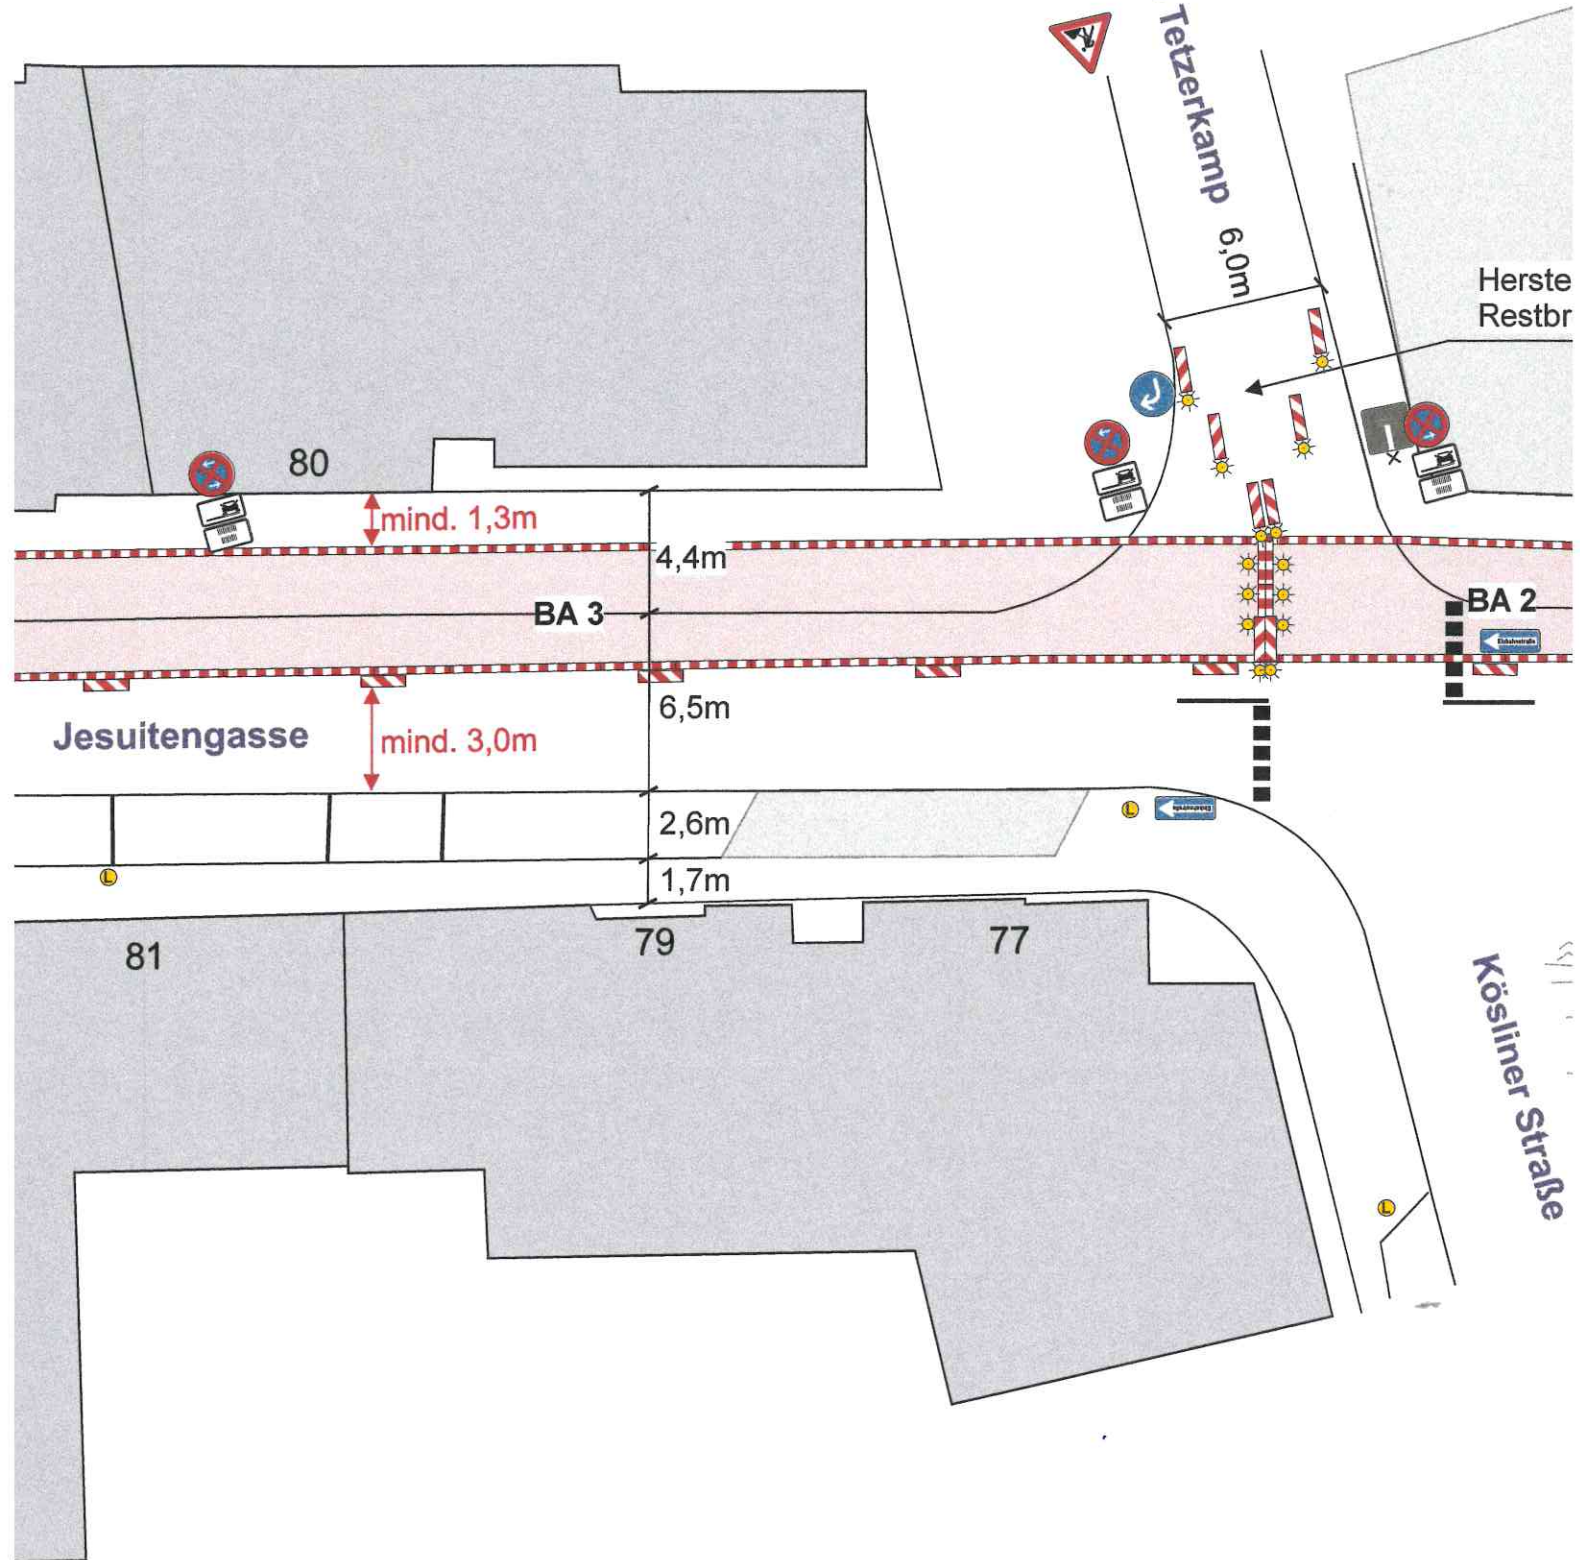 Tetzerkamp
6,0m
Herste
Restbr
80
mind. 1,3m
4,4m
BA 3
BA 2
6,5m
Jesuitengasse
mind. 3,0m
2,6m
L
L
1,7m
81
79
77
Kösliner Straße
L